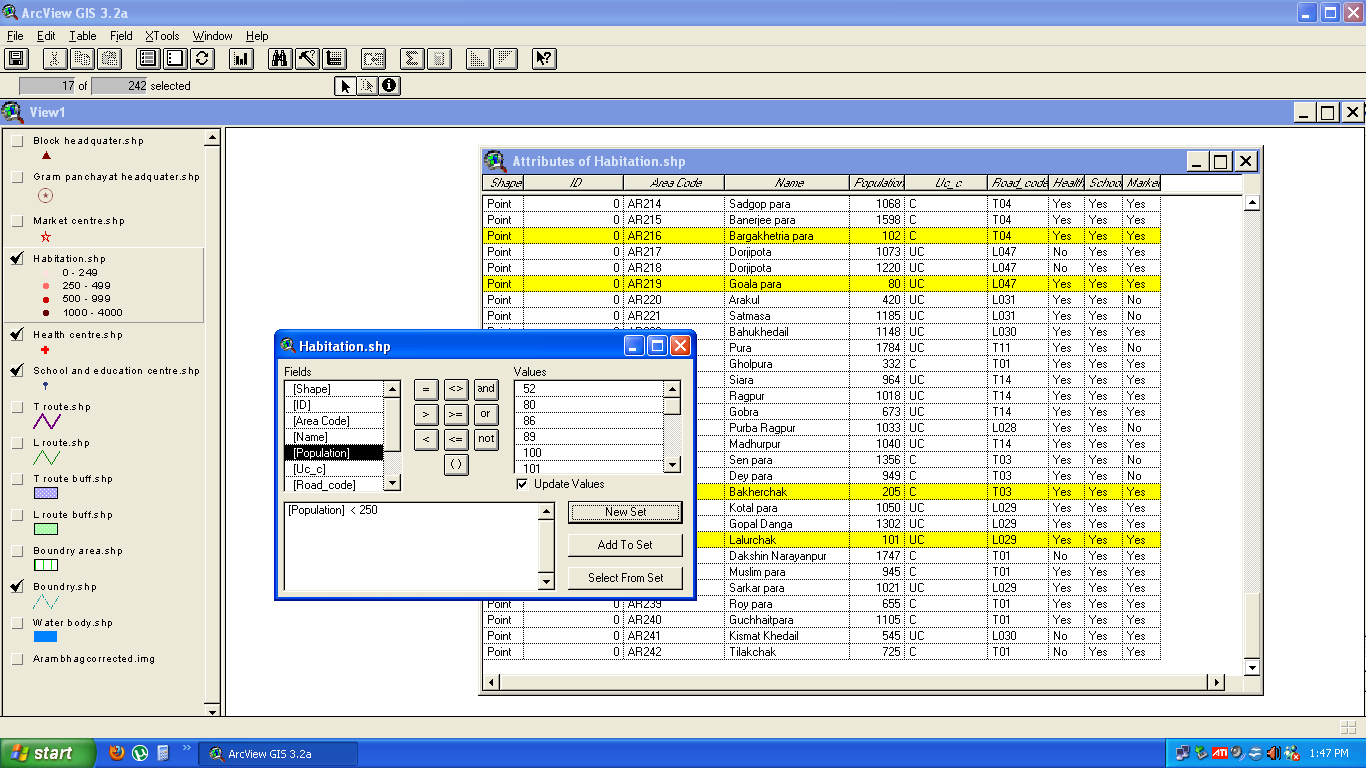 ArcView GIS 3.2a
File Edit Table Field XTools Window Help
17 of 242 selected
View1
Block headquater.shp
Gram panchayat headquater.shp
Market centre.shp
Habitation.shp
0 - 249
250 - 499
500 - 999
1000 - 4000
Health centre.shp
School and education centre.shp
T route.shp
L route.shp
T route buff.shp
L route buff.shp
Boundry area.shp
Boundry.shp
Water body.shp
Arambhagcorrected.img
Attributes of Habitation.shp
Shape ID Area Code Name Population Uc_c Road_code Health School Market
Point 0 AR214 Sadgop para 1068 C T04 Yes Yes Yes
Point 0 AR215 Banerjee para 1598 C T04 Yes Yes Yes
Point 0 AR216 Bargakhetria para 102 C T04 Yes Yes Yes
Point 0 AR217 Dorjipota 1073 UC L047 No Yes Yes
Point 0 AR218 Dorjipota 1220 UC L047 No Yes Yes
Point 0 AR219 Goala para 80 UC L047 Yes Yes Yes
Point 0 AR220 Arakul 420 UC L031 Yes Yes No
Point 0 AR221 Satmasa 1185 UC L031 Yes Yes No
Bahukhedail 1148 UC L030 Yes Yes Yes
Pura 1784 UC T11 Yes Yes No
Gholpura 332 C T01 Yes Yes Yes
Siara 964 UC T14 Yes Yes Yes
Ragpur 1018 UC T14 Yes Yes Yes
Gobra 673 UC T14 Yes Yes Yes
Purba Ragpur 1033 UC L028 Yes Yes No
Madhurpur 1040 UC T14 Yes Yes Yes
Sen para 1356 C T03 Yes Yes No
Dey para 949 C T03 Yes Yes No
Bakherchak 205 C T03 Yes Yes Yes
Kotal para 1050 UC L029 Yes Yes Yes
Gopal Danga 1302 UC L029 Yes Yes Yes
Lalurchak 101 UC L029 Yes Yes Yes
Dakshin Narayanpur 1747 C T01 No Yes Yes
Muslim para 945 C T01 Yes Yes Yes
Sarkar para 1021 UC L029 Yes Yes Yes
Point 0 AR239 Roy para 655 C T01 Yes Yes Yes
Point 0 AR240 Guchhaitpara 1105 C T01 Yes Yes Yes
Point 0 AR241 Kismat Khedail 545 UC L030 No Yes Yes
Point 0 AR242 Tilakchak 725 C T01 No Yes Yes
Habitation.shp
Fields Values
[Shape] = <> and 52
[ID] 80
[Area Code] > >= or 86
[Name] < <= not 89
[Population] 100
[Uc_c] ( ) 101
[Road_code] Update Values
[Population] < 250
New Set
Add To Set
Select From Set
start ArcView GIS 3.2a ATI 1:47 PM